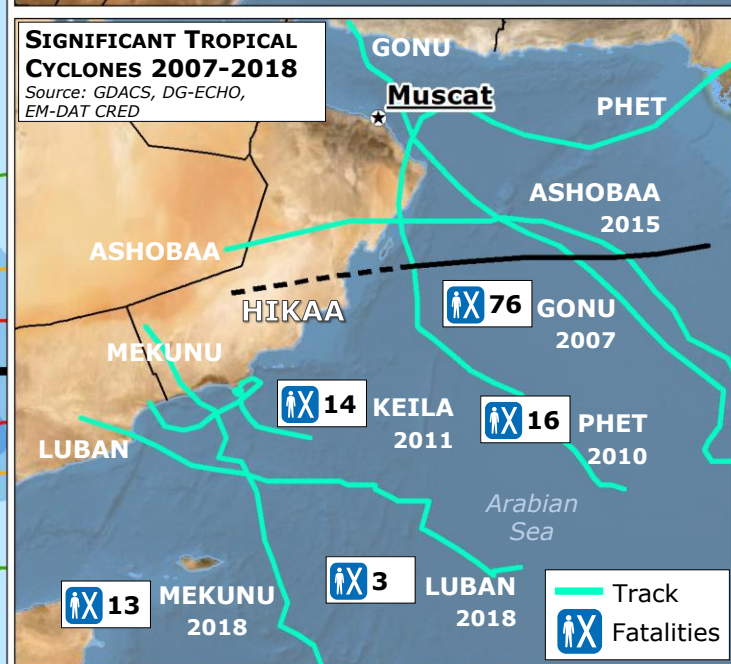 SIGNIFICANT TROPICAL
CYCLONES 2007-2018
Source: GDACS, DG-ECHO,
EM-DAT CRED
GONU
Muscat
PHET
ASHOBAA
2015
ASHOBAA
HIKAA
76 GONU
2007
MEKUNU
14 KEILA
2011
16 PHET
2010
LUBAN
Arabian
Sea
13 MEKUNU
2018
3 LUBAN
2018
Track
Fatalities